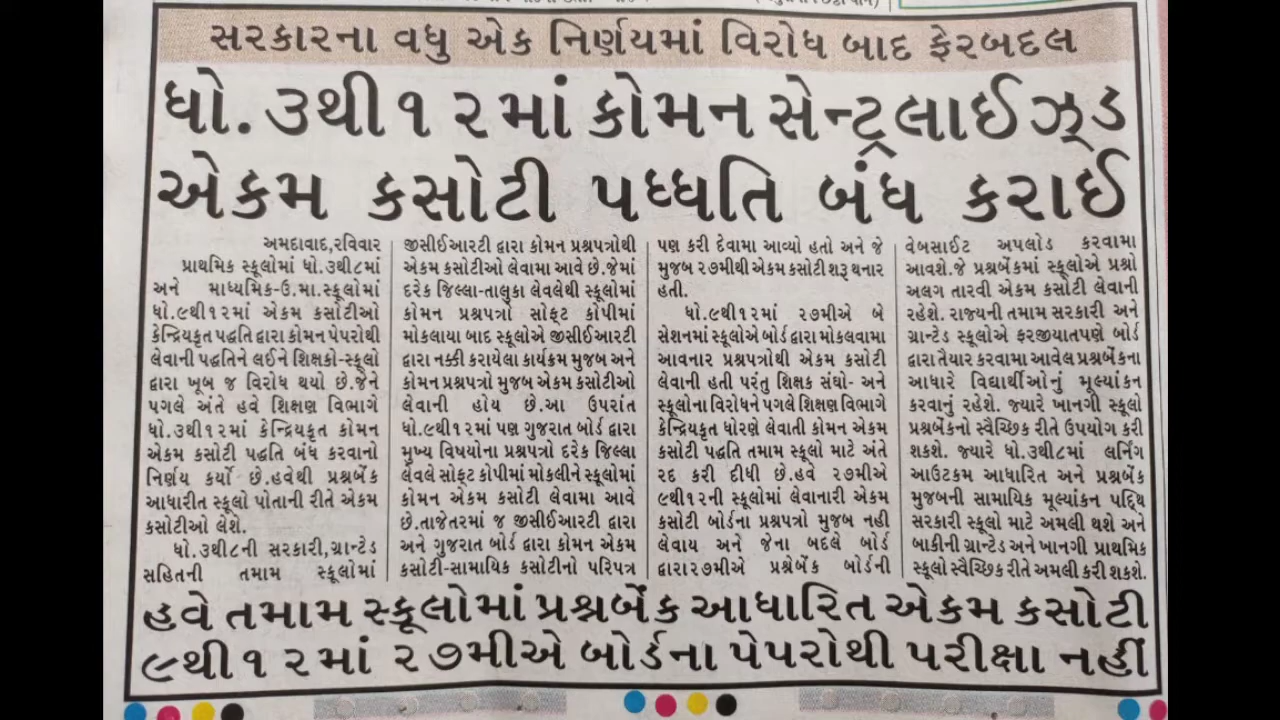 સરકારના વધુ એક નિર્ણયમાં વિરોધ બાદ ફેરબદલ
ધો. ૩થી૧૨માં કોમન સેન્ટ્રલાઈઝ્ડ
એકમ કસોટી પધ્ધતિ બંધ કરાઈ
અમદાવાદ,રવિવાર
પ્રાથમિક સ્કૂલોમાં ધો.૩થી૮માં
અને માધ્યમિક-ઉ.મા.સ્કૂલોમાં
ધો.૯થી૧૨માં એકમ કસોટીઓ
કેન્દ્રિયકૃત પદ્ધતિ દ્વારા કોમન પેપરોથી
લેવાની પદ્ધતિને લઈને શિક્ષકો-સ્કૂલો
દ્વારા ખૂબ જ વિરોધ થયો છે.જેને
પગલે અંતે હવે શિક્ષણ વિભાગે
ધો.૩થી૧૨માં કેન્દ્રિયકૃત કોમન
એકમ કસોટી પદ્ધતિ બંધ કરવાનો
નિર્ણય કર્યો છે.હવેથી પ્રશ્નબેંક
આધારીત સ્કૂલો પોતાની રીતે એકમ
કસોટીઓ લેશે.
ધો.૩થી૮ની સરકારી,ગ્રાન્ટેડ
સહિતની તમામ સ્કૂલોમાં
જીસીઈઆરટી દ્વારા કોમન પ્રશ્નપત્રોથી
એકમ કસોટીઓ લેવામા આવે છે.જેમાં
દરેક જિલ્લા-તાલુકા લેવલેથી સ્કૂલોમાં
કોમન પ્રશ્નપત્રો સોફ્ટ કોપીમાં
મોકલાયા બાદ સ્કૂલોએ જીસીઈઆરટી
દ્વારા નક્કી કરાયેલા કાર્યક્રમ મુજબ અને
કોમન પ્રશ્નપત્રો મુજબ એકમ કસોટીઓ
લેવાની હોય છે.આ ઉપરાંત
ધો.૯થી૧૨માં પણ ગુજરાત બોર્ડ દ્વારા
મુખ્ય વિષયોના પ્રશ્નપત્રો દરેક જિલ્લા
લેવલે સોફ્ટ કોપીમાં મોકલીને સ્કૂલોમાં
કોમન એકમ કસોટી લેવામા આવે
છે.તાજેતરમાં જ જીસીઈઆરટી દ્વારા
અને ગુજરાત બોર્ડ દ્વારા કોમન એકમ
કસોટી-સામાયિક કસોટીનો પરિપત્ર
પણ કરી દેવામા આવ્યો હતો અને જે
મુજબ ૨૭મીથી એકમ કસોટી શરૂ થનાર
હતી.
ધો.૯થી૧૨માં ૨૭મીએ બે
સેશનમાં સ્કૂલોએ બોર્ડ દ્વારા મોકલવામા
આવનાર પ્રશ્નપત્રોથી એકમ કસોટી
લેવાની હતી પરંતુ શિક્ષક સંઘો- અને
સ્કૂલોના વિરોધને પગલે શિક્ષણ વિભાગે
કેન્દ્રિયકૃત ધોરણે લેવાતી કોમન એકમ
કસોટી પદ્ધતિ તમામ સ્કૂલો માટે અંતે
રદ કરી દીધી છે.હવે ૨૭મીએ
૯થી૧૨ની સ્કૂલોમાં લેવાનારી એકમ
કસોટી બોર્ડના પ્રશ્નપત્રો મુજબ નહી
લેવાય અને જેના બદલે બોર્ડ
દ્વારા૨૭મીએ પ્રશ્નેબેંક બોર્ડની
વેબસાઈટ અપલોડ કરવામા
આવશે.જે પ્રશ્નબેંકમાં સ્કૂલોએ પ્રશ્નો
અલગ તારવી એકમ કસોટી લેવાની
રહેશે. રાજ્યની તમામ સરકારી અને
ગ્રાન્ટેડ સ્કૂલોએ ફરજીયાતપણે બોર્ડ
દ્વારા તૈયાર કરવામા આવેલ પ્રશ્નબેંકના
આધારે વિદ્યાર્થીઓનું મૂલ્યાંકન
કરવાનું રહેશે. જ્યારે ખાનગી સ્કૂલો
પ્રશ્નબેંકનો સ્વૈચ્છિક રીતે ઉપયોગ કરી
શકશે. જ્યારે ધો.૩થી૮માં લર્નિંગ
આઉટકમ આધારિત અને પ્રશ્નબેંક
મુજબની સામાયિક મૂલ્યાંકન પદ્ધિ
સરકારી સ્કૂલો માટે અમલી થશે અને
બાકીની ગ્રાન્ટેડ અને ખાનગી પ્રાથમિક
સ્કૂલો સ્વૈચ્છિક રીતે અમલી કરી શકશે.
હવે તમામ સ્કૂલોમાં પ્રશ્નબેંક આધારિત એકમ કસોટી
૯થી૧૨માં ૨૭મીએ બોર્ડના પેપરોથી પરીક્ષા નહીં